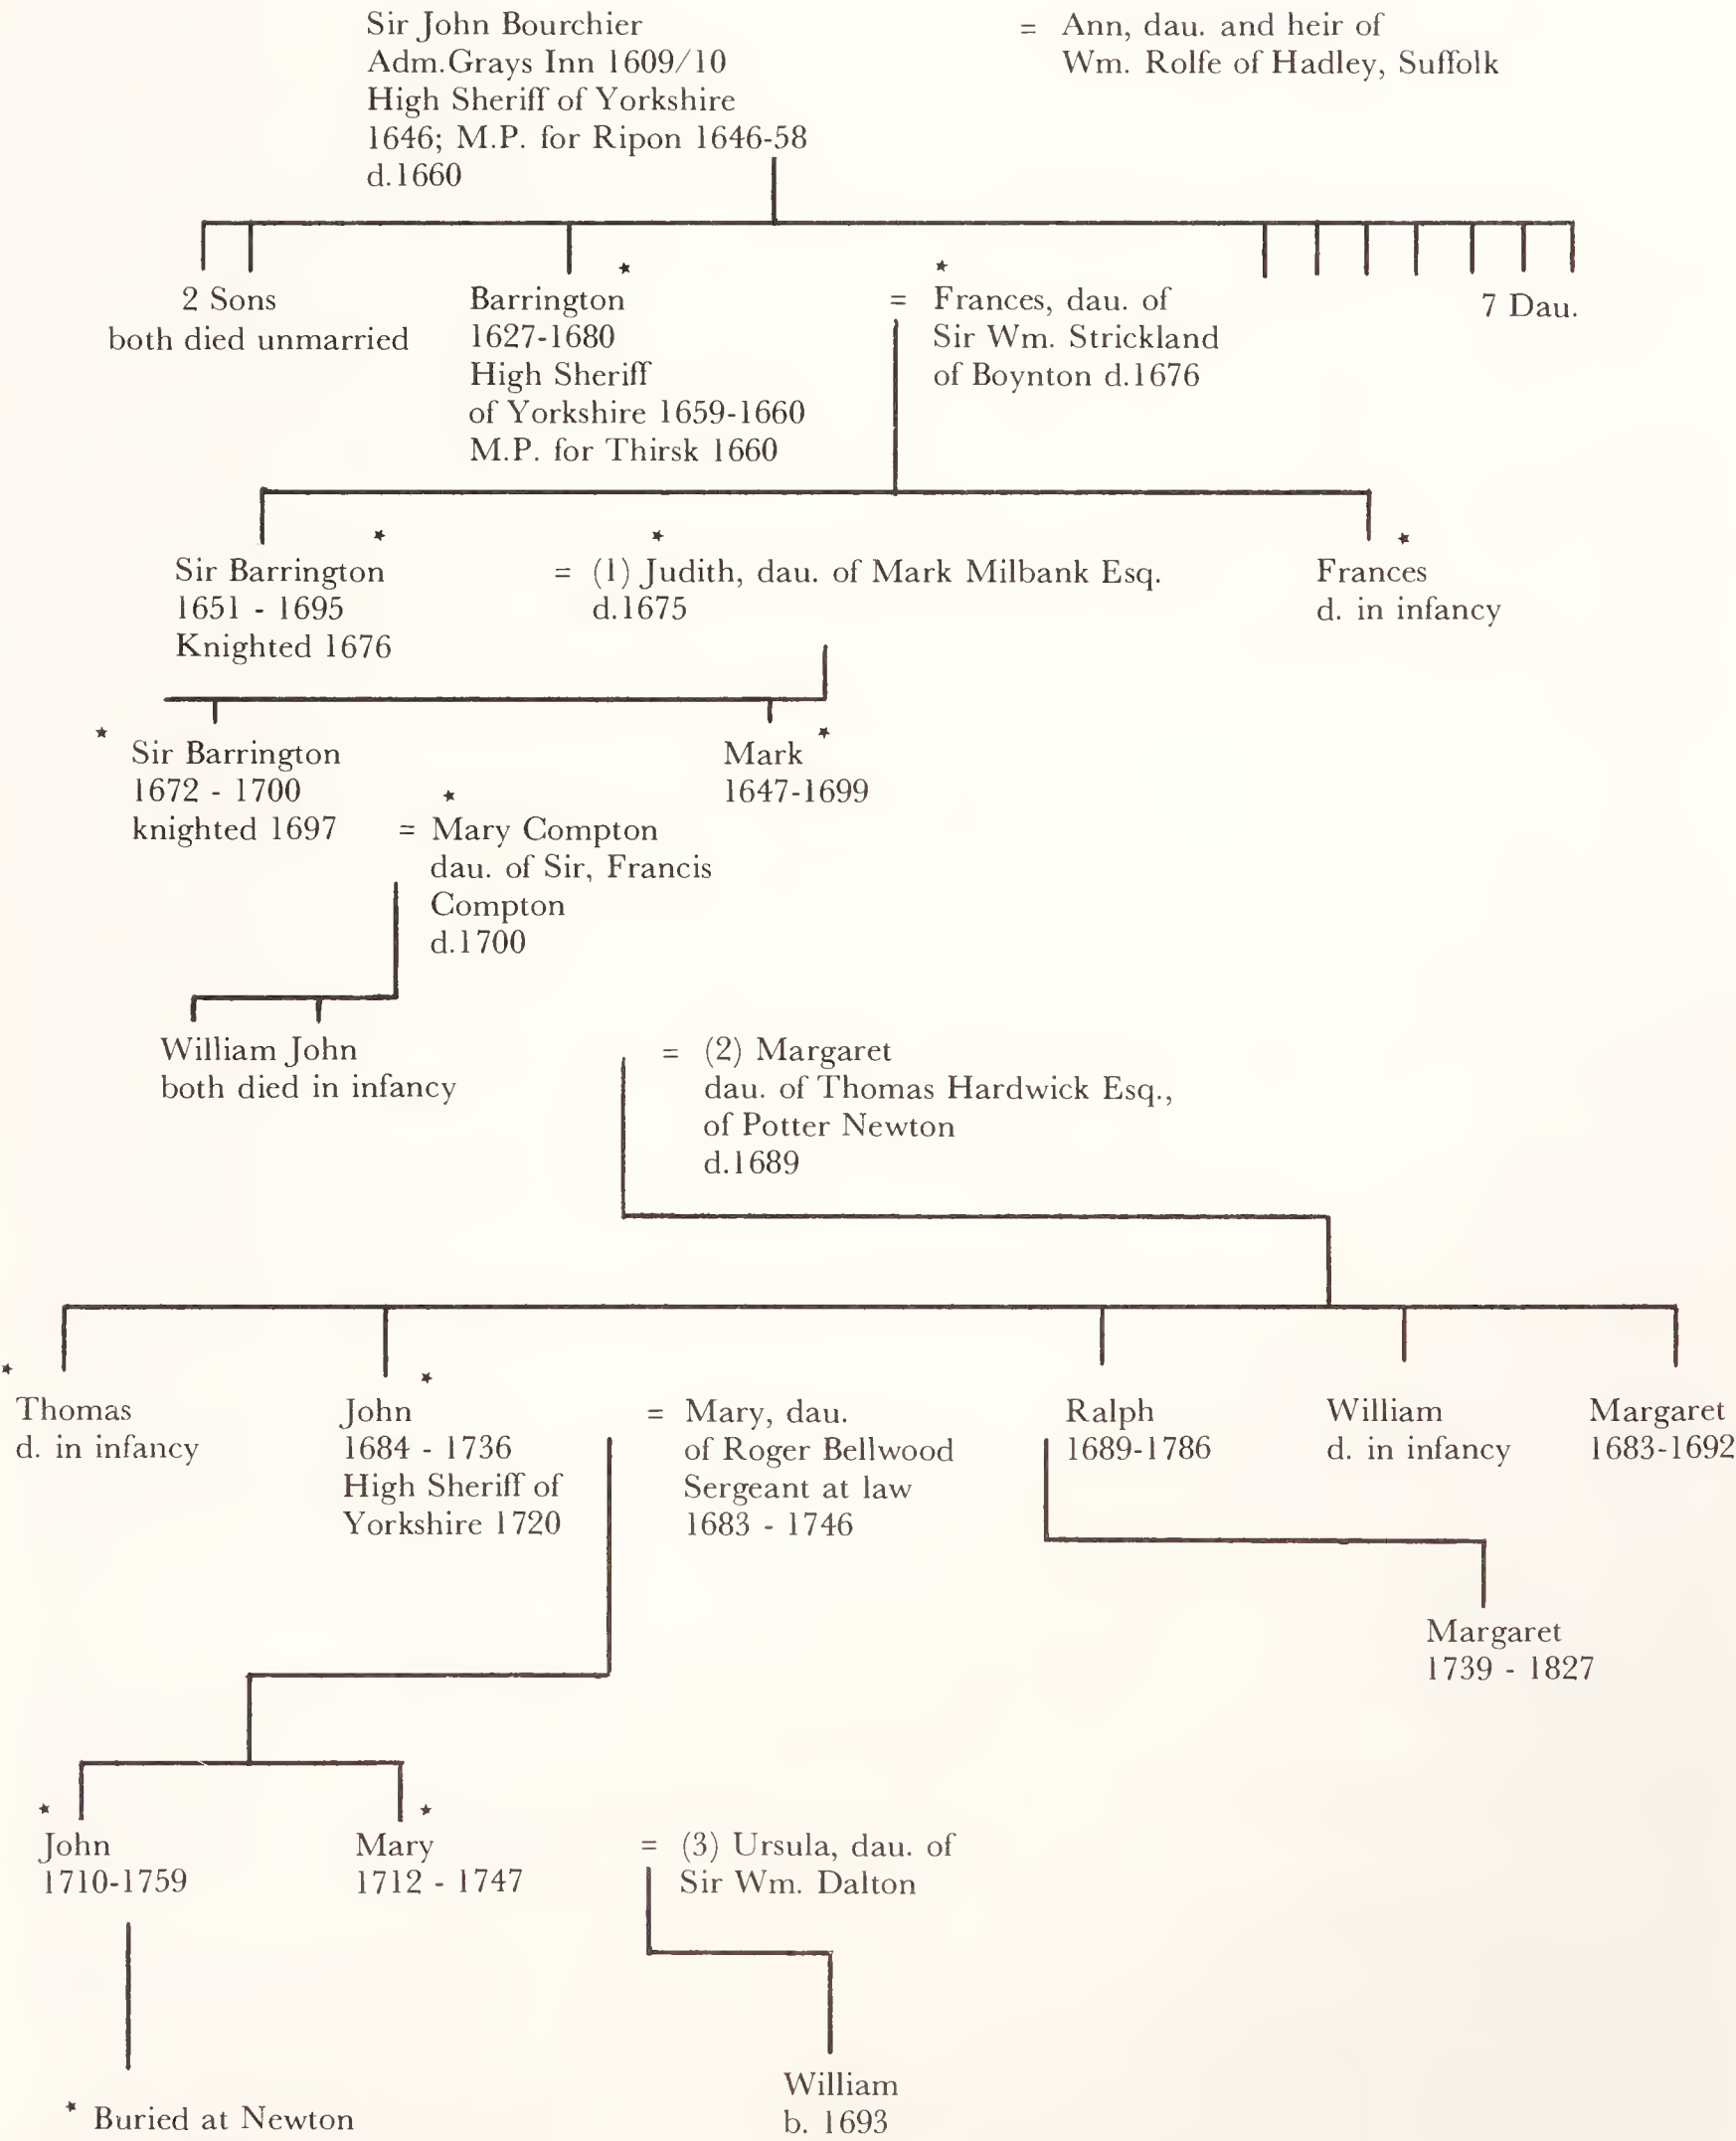 Sir John Bourchier
Adm.Grays Inn 1609/10
High Sheriff of Yorkshire
1646; M.P. for Ripon 1646-58
d.1660
= Ann, dau. and heir of
Wm. Rolfe of Hadley, Suffolk
2 Sons
both died unmarried
*
Barrington
1627-1680
High Sheriff
of Yorkshire 1659-1660
M.P. for Thirsk 1660
*
= Frances, dau. of
Sir Wm. Strickland
of Boynton d.1676
7 Dau.
*
Sir Barrington
1651 - 1695
Knighted 1676
*
= (1) Judith, dau. of Mark Milbank Esq.
d.1675
*
Frances
d. in infancy
*
Sir Barrington
1672 - 1700
knighted 1697
*
= Mary Compton
dau. of Sir, Francis
Compton
d.1700
*
Mark
1647-1699
William John
both died in infancy
= (2) Margaret
dau. of Thomas Hardwick Esq.,
of Potter Newton
d.1689
*
Thomas
d. in infancy
*
John
1684 - 1736
High Sheriff of
Yorkshire 1720
= Mary, dau.
of Roger Bellwood
Sergeant at law
1683 - 1746
Ralph
1689-1786
William
d. in infancy
Margaret
1683-1692
Margaret
1739 - 1827
*
John
1710-1759
*
Mary
1712 - 1747
= (3) Ursula, dau. of
Sir Wm. Dalton
William
b. 1693
* Buried at Newton